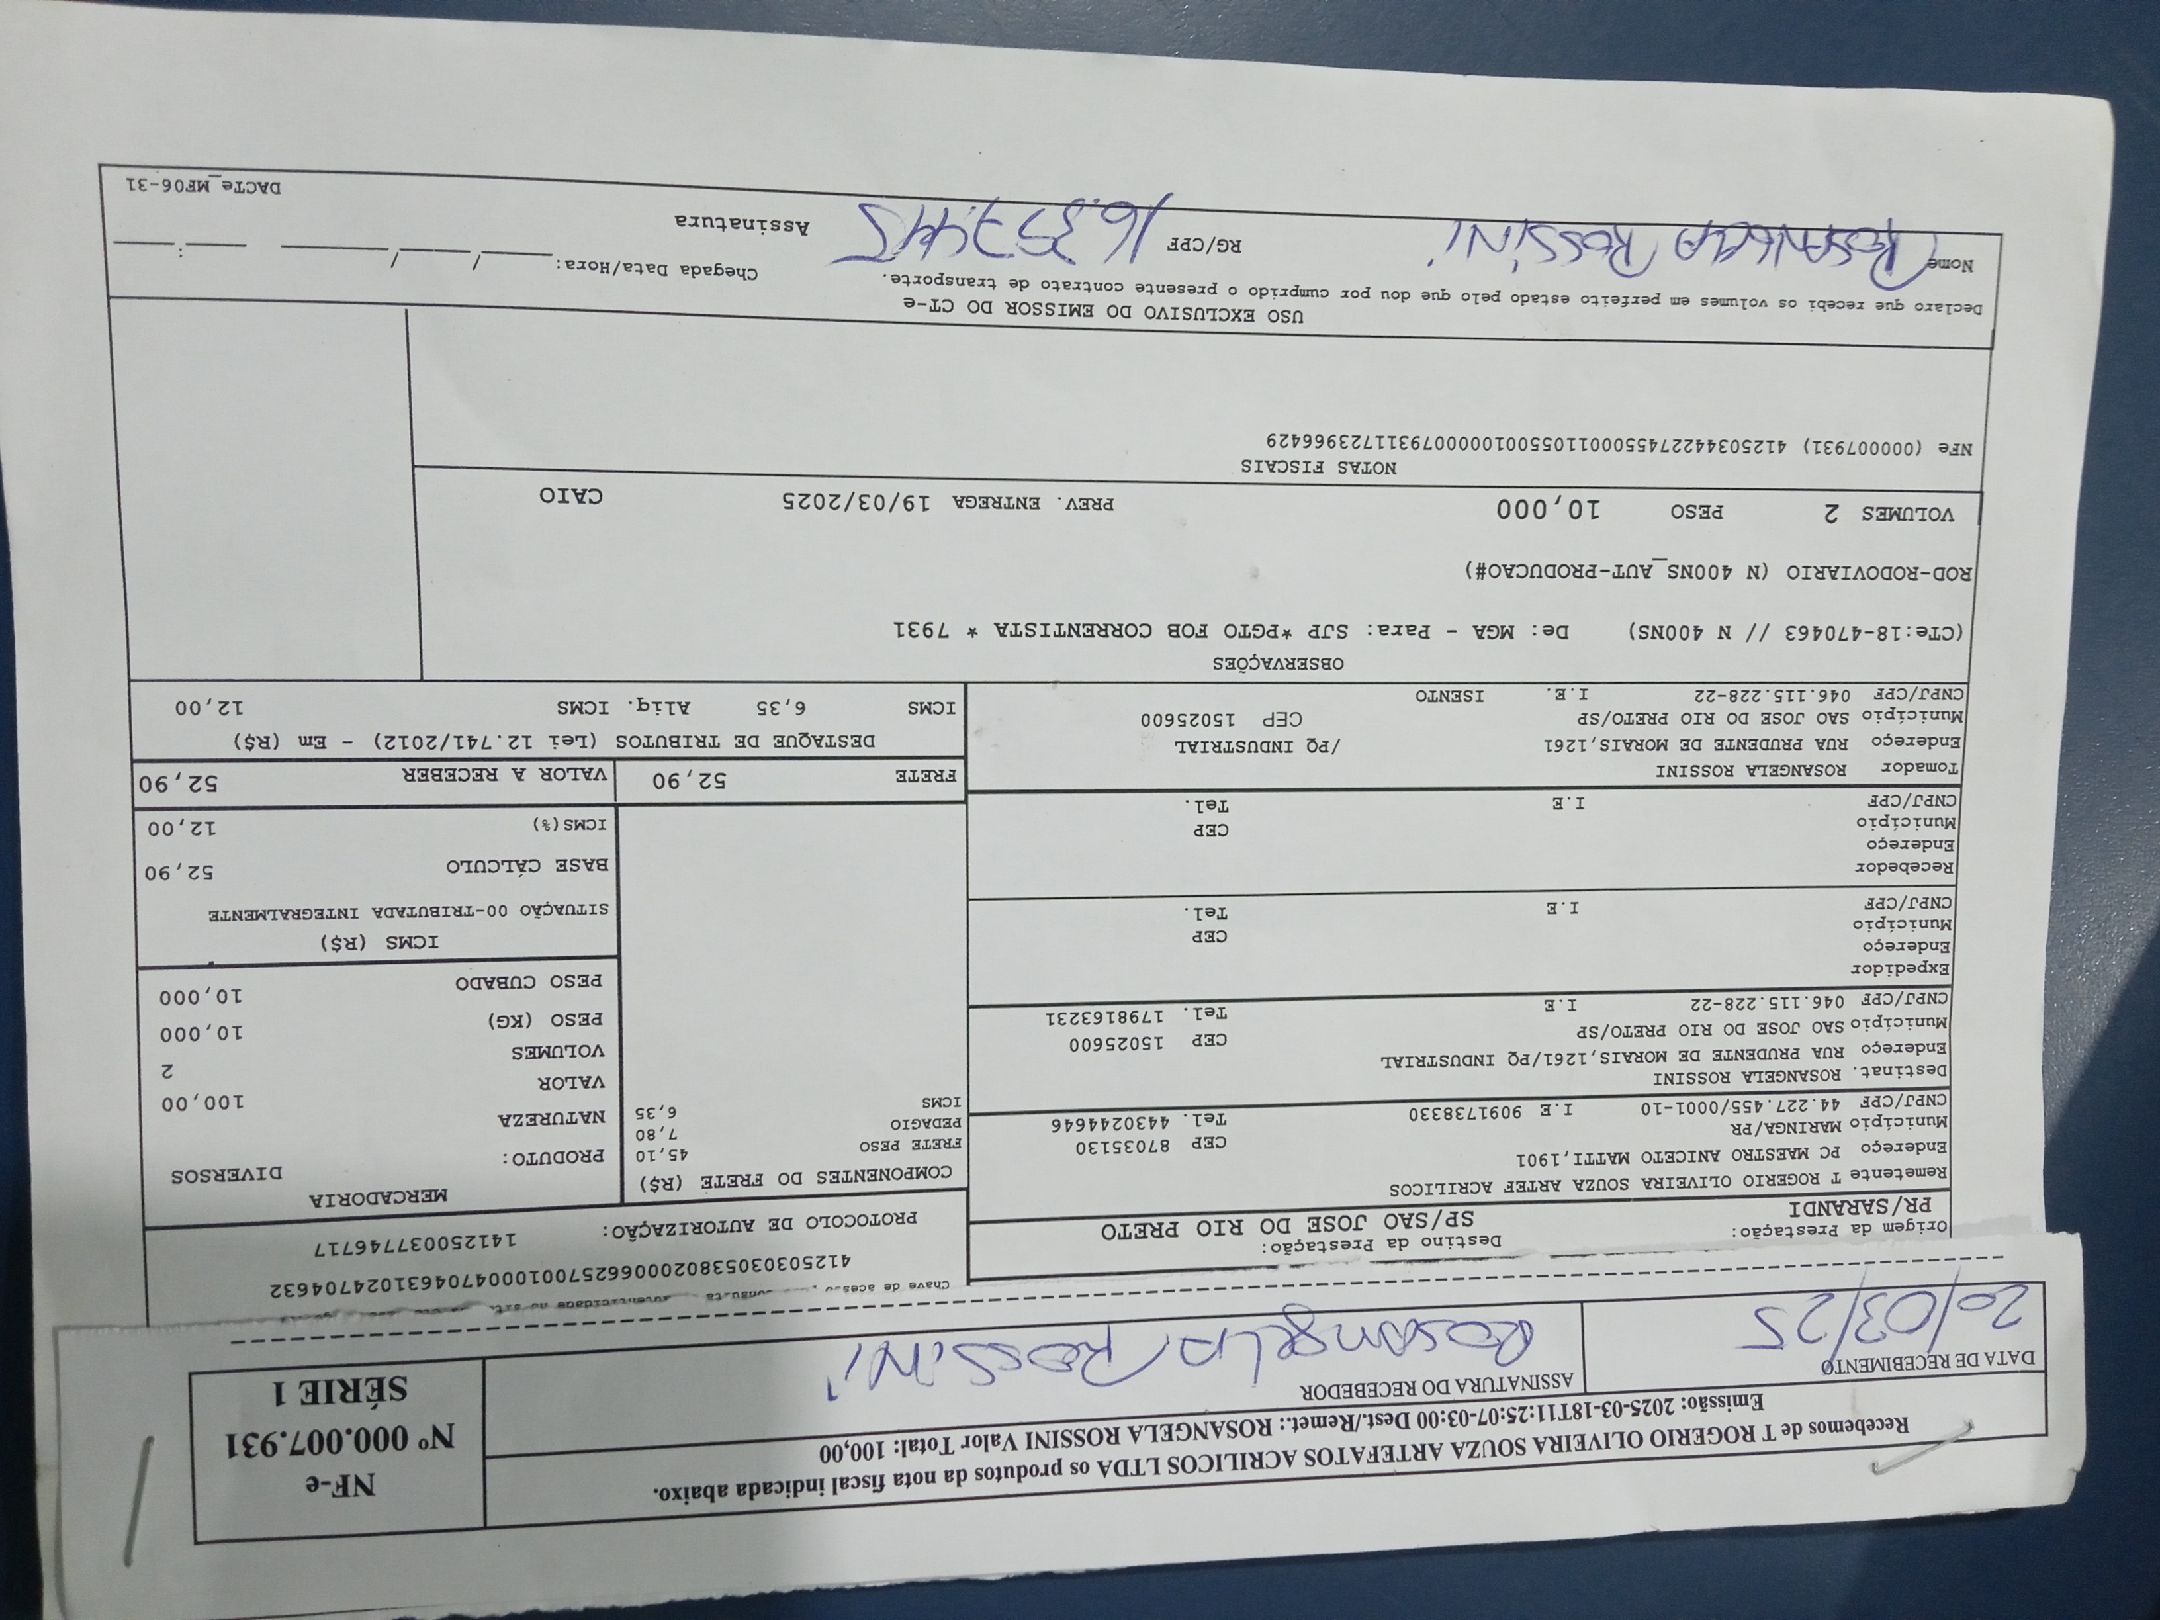 Recebemos de T ROGERIO OLIVEIRA SOUZA ARTEFATOS ACRILICOS LTDA os produtos da nota fiscal indicada abaixo.
Emissão: 2025-03-18T11:25:07-03:00 Dest./Remet.: ROSANGELA ROSSINI Valor Total: 100,00
NF-e
Nº 000.007.931
SÉRIE 1
DATA DE RECEBIMENTO
20/03/25
ASSINATURA DO RECEBEDOR
ROSANGELA ROSSINI
Chave de acesso
41250303053802000662570010004704631024704632
Origem da Prestação:
PR/SARANDI
Destino da Prestação:
SP/SAO JOSE DO RIO PRETO
PROTOCOLO DE AUTORIZAÇÃO: 141250037746717
Remetente T ROGERIO OLIVEIRA SOUZA ARTEF ACRILICOS
Endereço PC MAESTRO ANICETO MATTI,1901
Município MARINGA/PR CEP 87035130
CNPJ/CPF 44.227.455/0001-10 I.E 9091738330 Tel. 4430244646
Destinat. ROSANGELA ROSSINI
Endereço RUA PRUDENTE DE MORAIS,1261/PQ INDUSTRIAL
Município SAO JOSE DO RIO PRETO/SP CEP 15025600
CNPJ/CPF 046.115.228-22 I.E Tel. 1798163231
Expedidor
Endereço
Município CEP
CNPJ/CPF I.E Tel.
Recebedor
Endereço
Município CEP
CNPJ/CPF I.E Tel.
Tomador ROSANGELA ROSSINI
Endereço RUA PRUDENTE DE MORAIS,1261 /PQ INDUSTRIAL
Município SAO JOSE DO RIO PRETO/SP CEP 15025600
CNPJ/CPF 046.115.228-22 I.E. ISENTO
COMPONENTES DO FRETE (R$)
FRETE PESO 45,10
PEDAGIO 7,80
ICMS 6,35
MERCADORIA
PRODUTO: DIVERSOS
NATUREZA
VALOR 100,00
VOLUMES 2
PESO (KG) 10,000
PESO CUBADO 10,000
ICMS (R$)
SITUAÇÃO 00-TRIBUTADA INTEGRALMENTE
BASE CÁLCULO 52,90
ICMS(%) 12,00
FRETE 52,90 VALOR A RECEBER 52,90
DESTAQUE DE TRIBUTOS (Lei 12.741/2012) - Em (R$)
ICMS 6,35 Aliq. ICMS 12,00
OBSERVAÇÕES
(CTe:18-470463 // N 400NS) De: MGA - Para: SJP *PGTO FOB CORRENTISTA * 7931
ROD-RODOVIARIO (N 400NS_AUT-PRODUCAO#)
VOLUMES 2 PESO 10,000 PREV. ENTREGA 19/03/2025 CAIO
NOTAS FISCAIS
NFe (000007931) 41250344227455000110550010000079311172396642​9
USO EXCLUSIVO DO EMISSOR DO CT-e
Declaro que recebi os volumes em perfeito estado pelo que dou por cumprido o presente contrato de transporte.
Nome ROSANGELA ROSSINI RG/CPF 16.357.445
Chegada Data/Hora: ____/____/______ ____:____
Assinatura
DACTe_MF06-31